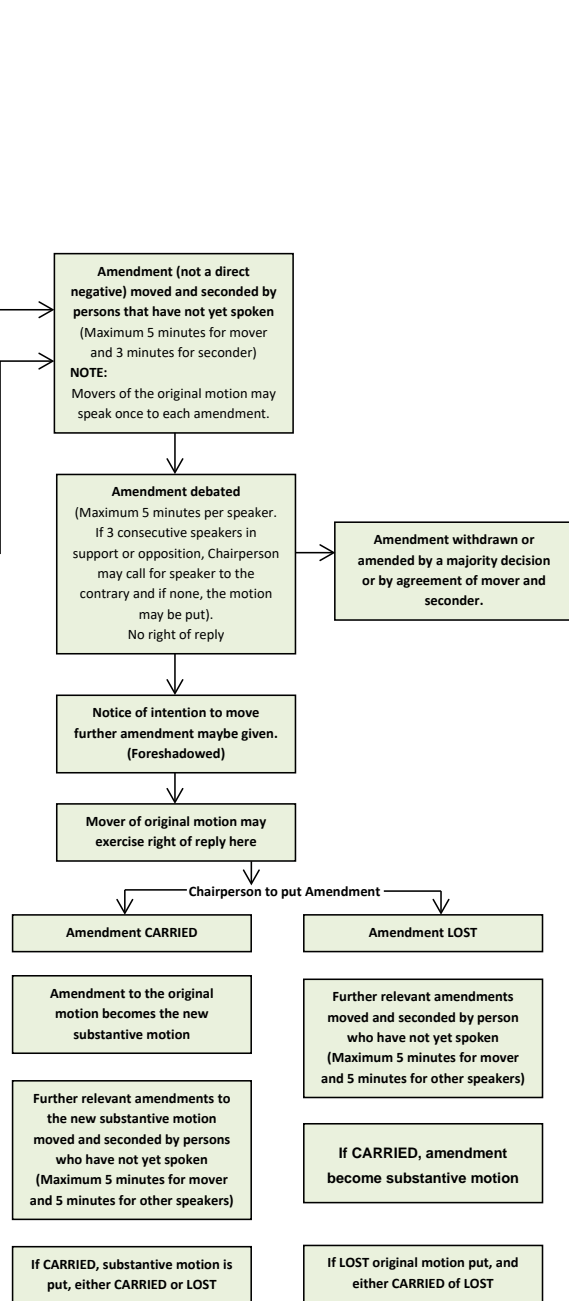 Amendment (not a direct
negative) moved and seconded by
persons that have not yet spoken
(Maximum 5 minutes for mover
and 3 minutes for seconder)
NOTE:
Movers of the original motion may
speak once to each amendment.
Amendment debated
(Maximum 5 minutes per speaker.
If 3 consecutive speakers in
support or opposition, Chairperson
may call for speaker to the
contrary and if none, the motion
may be put).
No right of reply
Amendment withdrawn or
amended by a majority decision
or by agreement of mover and
seconder.
Notice of intention to move
further amendment maybe given.
(Foreshadowed)
Mover of original motion may
exercise right of reply here
Chairperson to put Amendment
Amendment CARRIED
Amendment to the original
motion becomes the new
substantive motion
Further relevant amendments to
the new substantive motion
moved and seconded by persons
who have not yet spoken
(Maximum 5 minutes for mover
and 5 minutes for other speakers)
If CARRIED, substantive motion is
put, either CARRIED or LOST
Amendment LOST
Further relevant amendments
moved and seconded by person
who have not yet spoken
(Maximum 5 minutes for mover
and 5 minutes for other speakers)
If CARRIED, amendment
become substantive motion
If LOST original motion put, and
either CARRIED of LOST